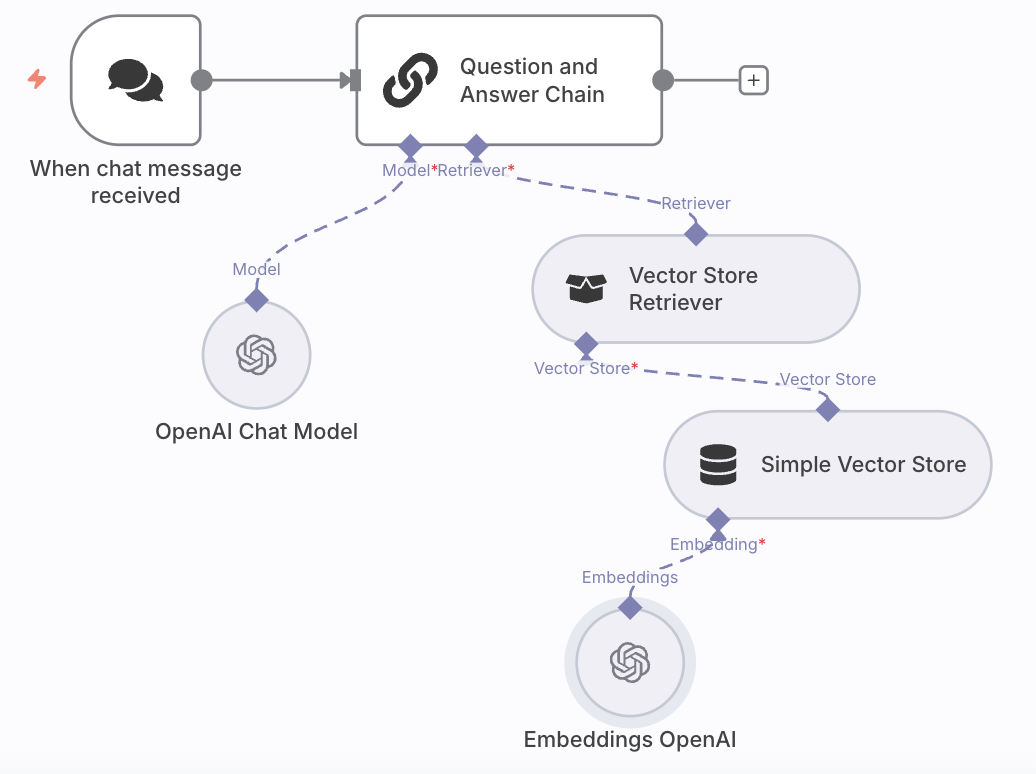 Question and
Answer Chain
When chat message
received
Model*
Retriever*
Retriever
Model
Vector Store
Retriever
Vector Store*
Vector Store
OpenAI Chat Model
Simple Vector Store
Embedding*
Embeddings
Embeddings OpenAI